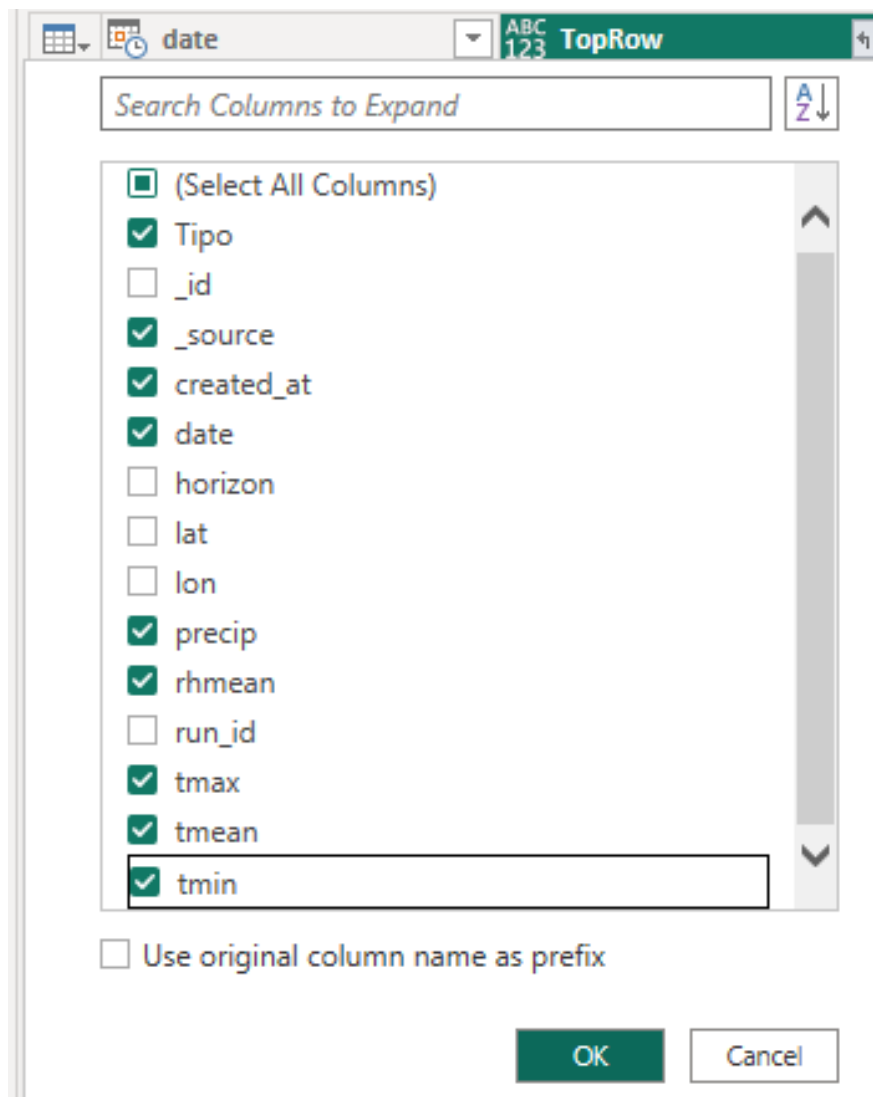 date ABC 123 TopRow
Search Columns to Expand A Z
(Select All Columns)
Tipo
_id
_source
created_at
date
horizon
lat
lon
precip
rhmean
run_id
tmax
tmean
tmin
Use original column name as prefix
OK Cancel